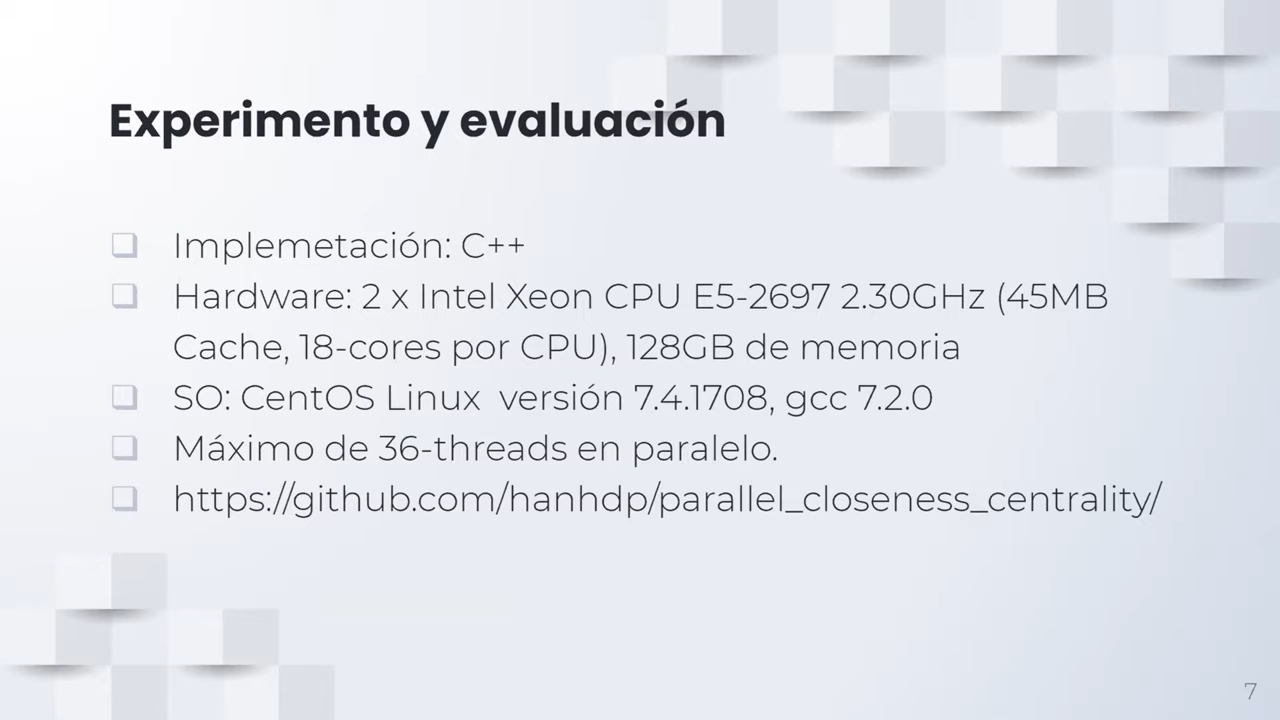 Experimento y evaluación
Implemetación: C++
Hardware: 2 x Intel Xeon CPU E5-2697 2.30GHz (45MB
Cache, 18-cores por CPU), 128GB de memoria
SO: CentOS Linux  versión 7.4.1708, gcc 7.2.0
Máximo de 36-threads en paralelo.
https://github.com/hanhdp/parallel_closeness_centrality/
7